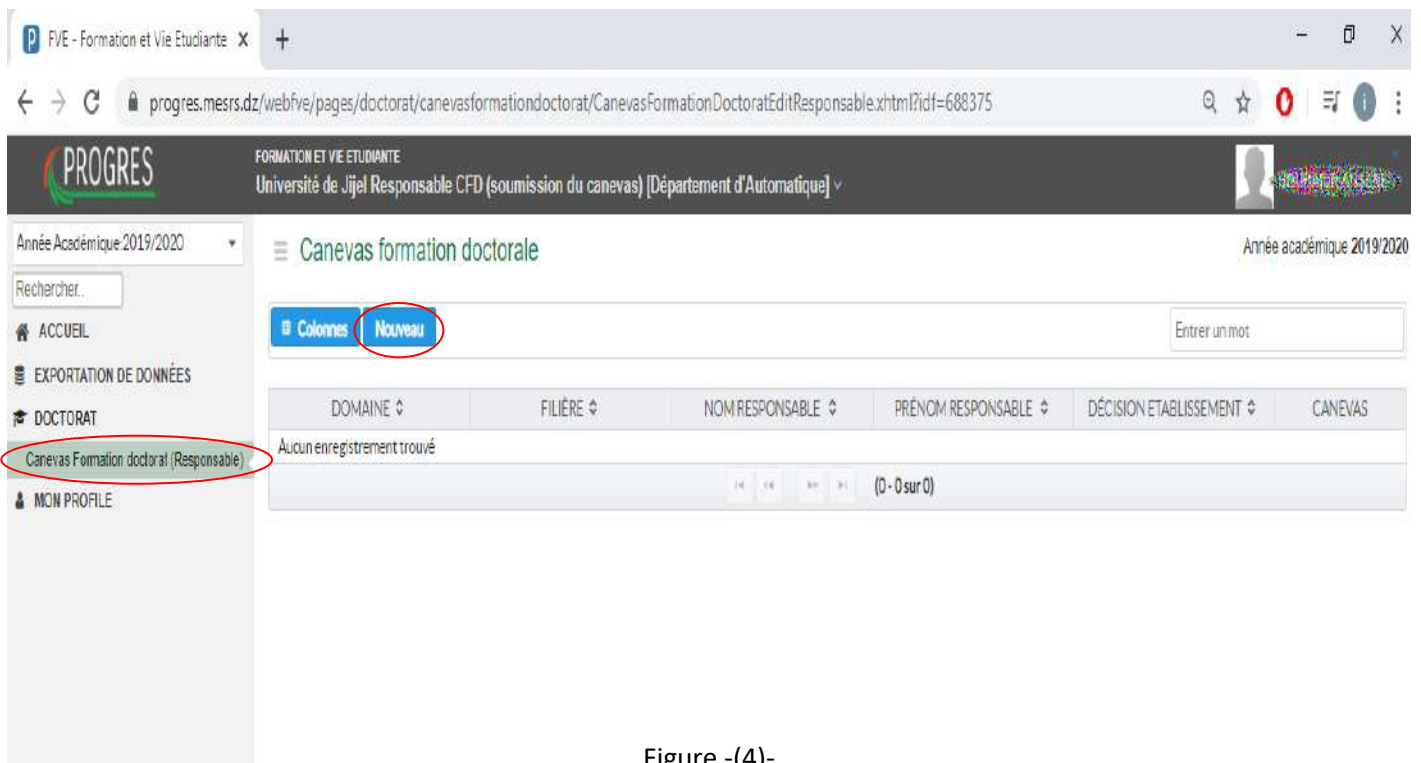 FVE - Formation et Vie Etudiante
progres.mesrs.dz/webfve/pages/doctorat/canevasformationdoctorat/CanevasFormationDoctoratEditResponsable.xhtml?idf=688375
PROGRES
FORMATION ET VIE ETUDIANTE
Université de Jijel Responsable CFD (soumission du canevas) [Département d'Automatique]
Année Académique:2019/2020
Rechercher..
ACCUEIL
EXPORTATION DE DONNÉES
DOCTORAT
Canevas Formation doctorat (Responsable)
MON PROFILE
Canevas formation doctorale
Année académique 2019/2020
Colonnes
Nouveau
Entrer un mot
DOMAINE FILIÈRE NOM RESPONSABLE PRÉNOM RESPONSABLE DÉCISION ETABLISSEMENT CANEVAS
Aucun enregistrement trouvé
(0 - 0 sur 0)
Figure -(4)-